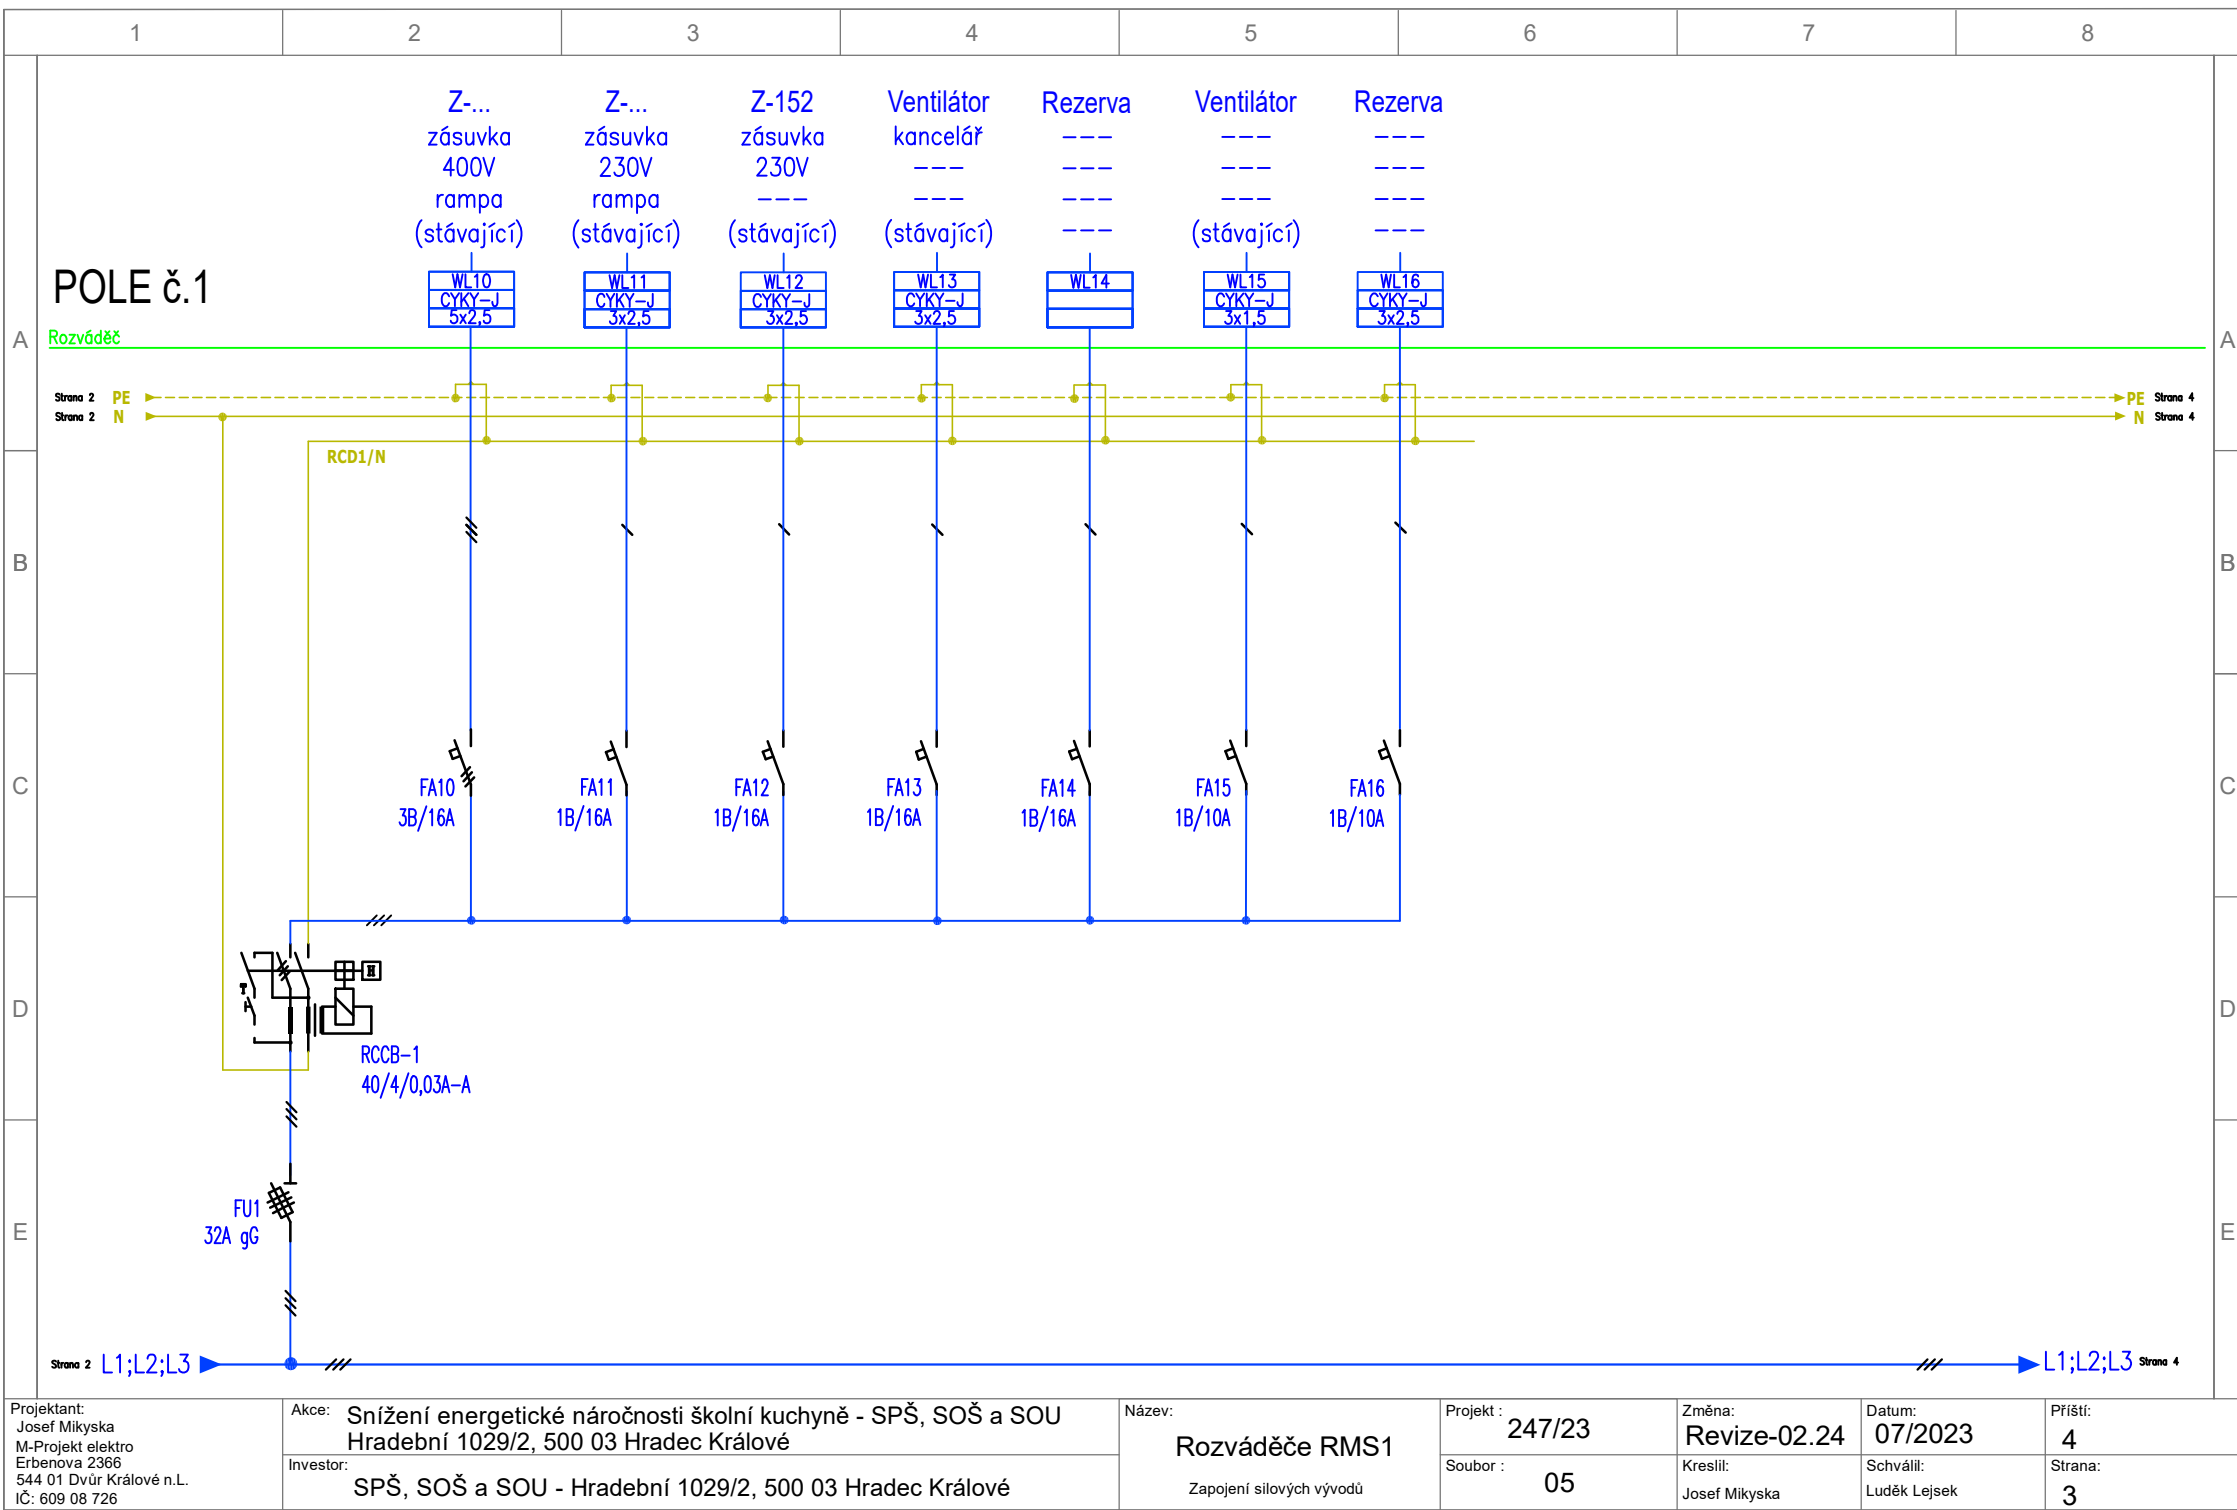 1 2 3 4 5 6 7 8
Z-... Z-... Z-152 Ventilátor Rezerva Ventilátor Rezerva
zásuvka zásuvka zásuvka kancelář --- --- ---
400V 230V 230V --- --- --- ---
rampa rampa --- --- --- --- ---
(stávající) (stávající) (stávající) (stávající) --- (stávající) ---
POLE č.1
WL10 WL11 WL12 WL13 WL14 WL15 WL16
CYKY-J CYKY-J CYKY-J CYKY-J CYKY-J CYKY-J
5x2,5 3x2,5 3x2,5 3x2,5 3x1,5 3x2,5
A Rozváděč A
Strana 2 PE PE Strana 4
Strana 2 N N Strana 4
RCD1/N
B B
C FA10 FA11 FA12 FA13 FA14 FA15 FA16 C
3B/16A 1B/16A 1B/16A 1B/16A 1B/16A 1B/10A 1B/10A
H
T
D D
RCCB-1
40/4/0,03A-A
FU1
32A gG
E E
Strana 2 L1;L2;L3 L1;L2;L3 Strana 4
Projektant:
Josef Mikyska
M-Projekt elektro
Erbenova 2366
544 01 Dvůr Králové n.L.
IČ: 609 08 726
Akce: Snížení energetické náročnosti školní kuchyně - SPŠ, SOŠ a SOU
Hradební 1029/2, 500 03 Hradec Králové
Investor:
SPŠ, SOŠ a SOU - Hradební 1029/2, 500 03 Hradec Králové
Název:
Rozváděče RMS1
Zapojení silových vývodů
Projekt : 247/23
Soubor : 05
Změna:
Revize-02.24
Kreslil:
Josef Mikyska
Datum:
07/2023
Schválil:
Luděk Lejsek
Příští:
4
Strana:
3